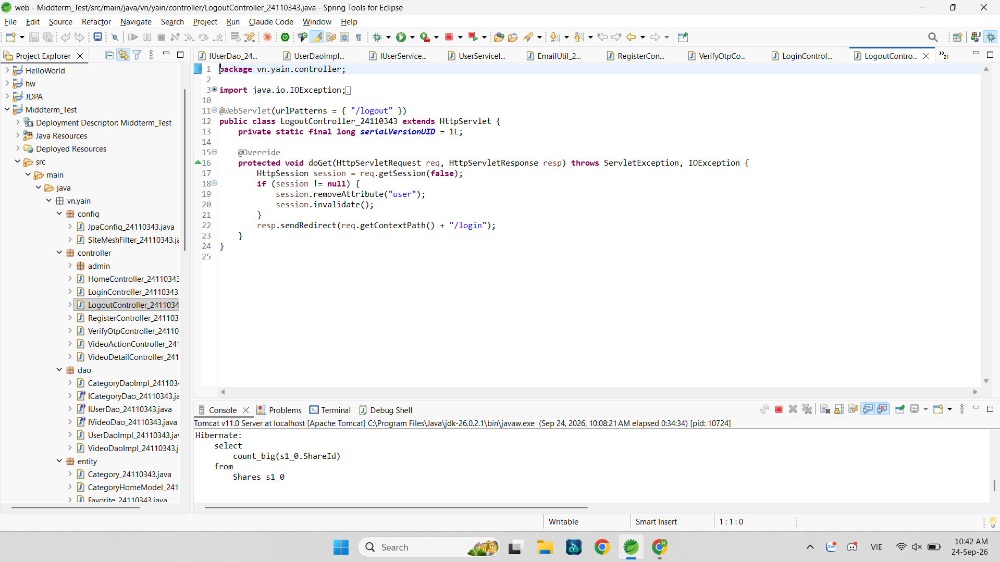 web - Middterm_Test/src/main/java/vn/yain/controller/LogoutController_24110343.java - Spring Tools for Eclipse
File Edit Source Refactor Navigate Search Project Run Claude Code Window Help
Project Explorer
HelloWorld
hw
JDPA
Middterm_Test
Deployment Descriptor: Middterm_Test
Java Resources
Deployed Resources
src
main
java
vn.yain
config
JpaConfig_24110343.java
SiteMeshFilter_24110343.ja
controller
admin
HomeController_24110343
LoginController_24110343.
LogoutController_2411034
RegisterController_241103
VerifyOtpController_24110
VideoActionController_241
VideoDetailController_241
dao
CategoryDaoImpl_241103
ICategoryDao_24110343.ja
IUserDao_24110343.java
IVideoDao_24110343.java
UserDaoImpl_24110343.jav
VideoDaoImpl_24110343.j
entity
Category_24110343.java
CategoryHomeModel_241
Favorite_24110343.java
IUserDao_24... UserDaoImpl... IUserService... UserServiceI... EmailUtil_2... RegisterCon... VerifyOtpCo... LoginControl... LogoutContro... »21
1 package vn.yain.controller;
2
3 import java.io.IOException;
10
11 @WebServlet(urlPatterns = { "/logout" })
12 public class LogoutController_24110343 extends HttpServlet {
13 private static final long serialVersionUID = 1L;
14
15 @Override
16 protected void doGet(HttpServletRequest req, HttpServletResponse resp) throws ServletException, IOException {
17 HttpSession session = req.getSession(false);
18 if (session != null) {
19 session.removeAttribute("user");
20 session.invalidate();
21 }
22 resp.sendRedirect(req.getContextPath() + "/login");
23 }
24 }
25
Console Problems Terminal Debug Shell
Tomcat v11.0 Server at localhost [Apache Tomcat] C:\Program Files\Java\jdk-26.0.2.1\bin\javaw.exe (Sep 24, 2026, 10:08:21 AM elapsed 0:34:34) [pid: 10724]
Hibernate:
select
count_big(s1_0.ShareId)
from
Shares s1_0
Writable Smart Insert 1 : 1 : 0
Search VIE 10:42 AM
24-Sep-26